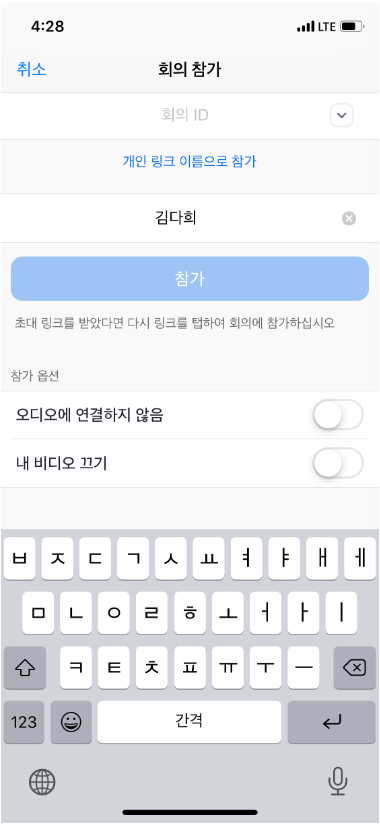 4:28 LTE
취소 회의 참가
회의 ID
개인 링크 이름으로 참가
김다희
참가
초대 링크를 받았다면 다시 링크를 탭하여 회의에 참가하십시오
참가 옵션
오디오에 연결하지 않음
내 비디오 끄기
ㅂ ㅈ ㄷ ㄱ ㅅ ㅛ ㅕ ㅑ ㅐ ㅔ
ㅁ ㄴ ㅇ ㄹ ㅎ ㅗ ㅓ ㅏ ㅣ
ㅋ ㅌ ㅊ ㅍ ㅠ ㅜ ㅡ
123 간격